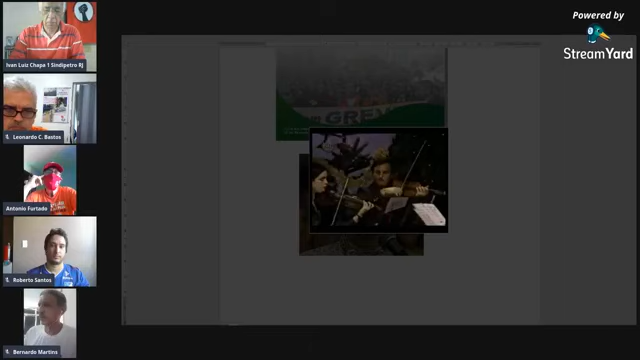 Powered by
StreamYard
Ivan Luiz Chapa 1 Sindipetro RJ
Leonardo C. Bastos
GREV
Antonio Furtado
Roberto Santos
Bernardo Martins